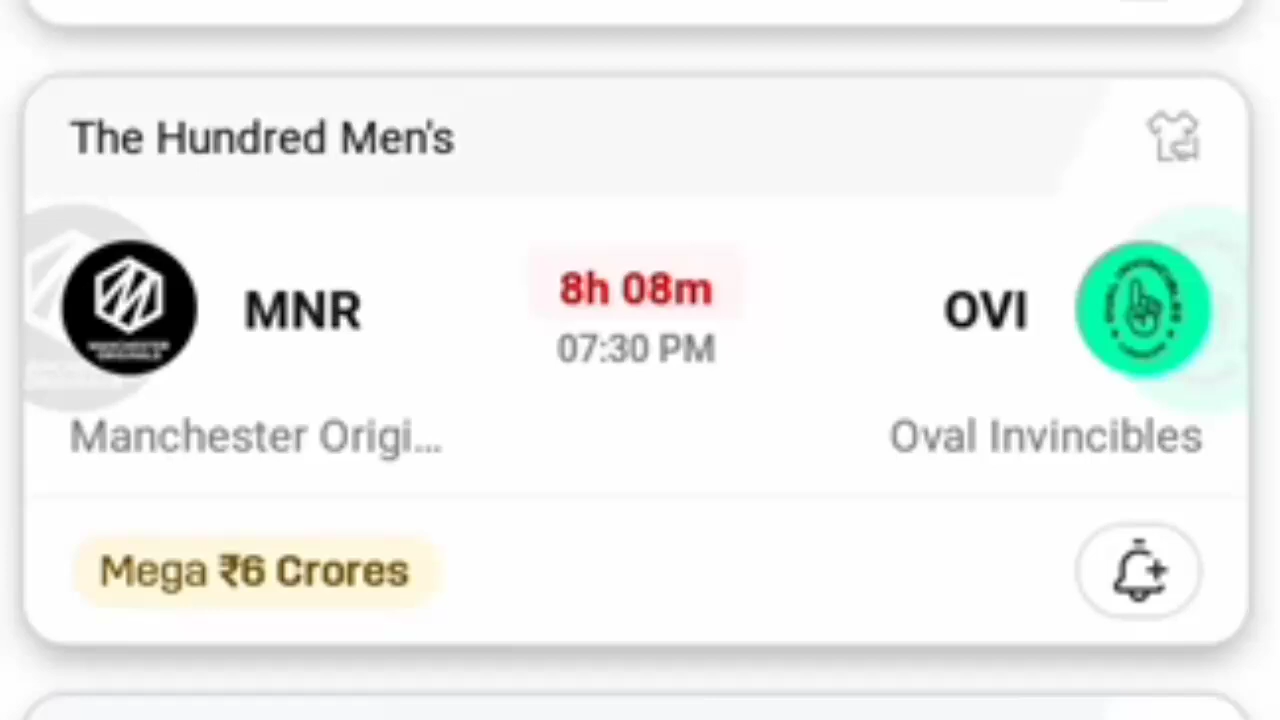 The Hundred Men's
MNR
8h 08m
07:30 PM
OVI
Manchester Origi...
Oval Invincibles
Mega ₹6 Crores